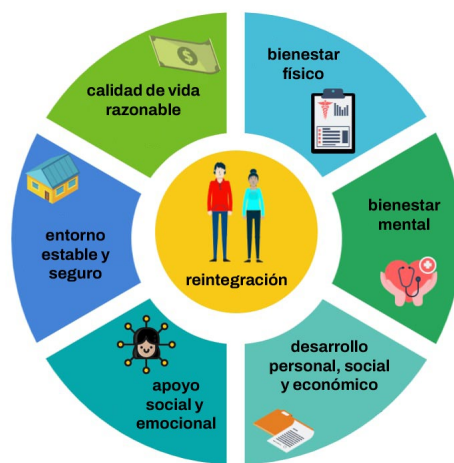 bienestar
físico
bienestar
mental
desarrollo
personal, social
y económico
apoyo
social y
emocional
entorno
estable y
seguro
calidad de vida
razonable
reintegración